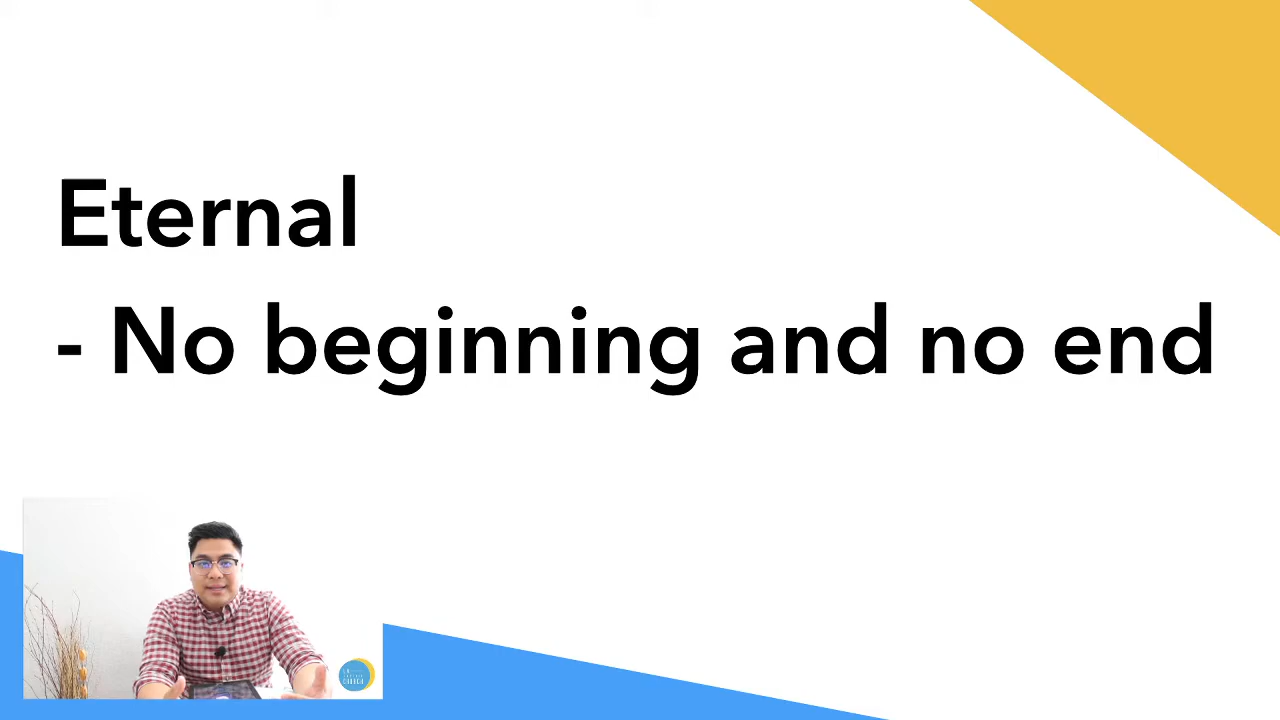 Eternal
- No beginning and no end